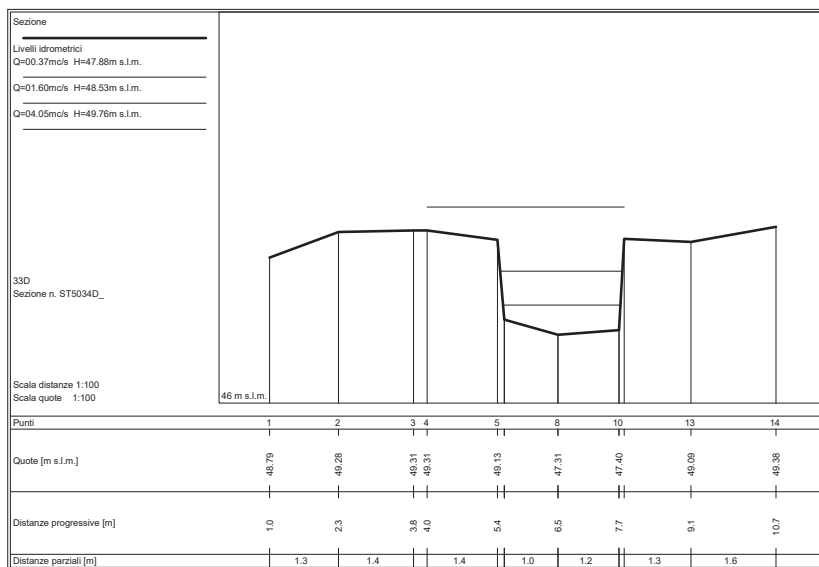 Sezione
Livelli idrometrici
Q=00.37mc/s H=47.88m s.l.m.
Q=01.60mc/s H=48.53m s.l.m.
Q=04.05mc/s H=49.76m s.l.m.
33D
Sezione n. ST5034D_
Scala distanze 1:100
Scala quote 1:100
46 m s.l.m.
Punti 1 2 3 4 5 8 10 13 14
Quote [m s.l.m.] 48.79 49.28 49.31 49.31 49.13 47.31 47.40 49.09 49.38
Distanze progressive [m] 1.0 2.3 3.8 4.0 5.4 6.5 7.7 9.1 10.7
Distanze parziali [m] 1.3 1.4 1.4 1.0 1.2 1.3 1.6